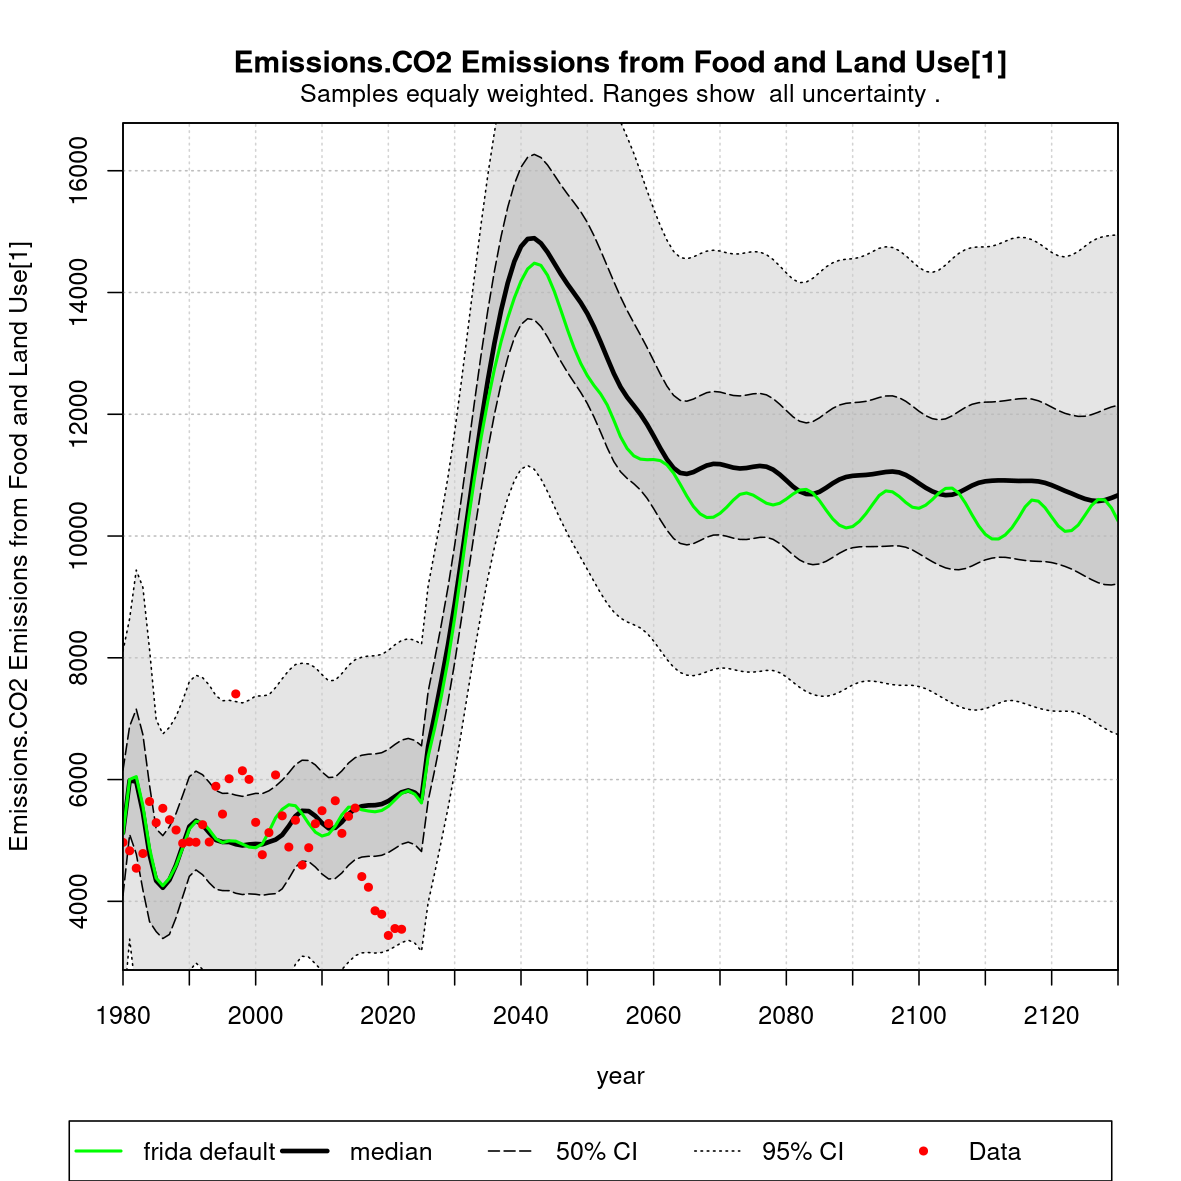 Emissions.CO2 Emissions from Food and Land Use[1]
Samples equaly weighted. Ranges show  all uncertainty .
Emissions.CO2 Emissions from Food and Land Use[1]
16000
14000
12000
10000
8000
6000
4000
1980 2000 2020 2040 2060 2080 2100 2120
year
frida default median 50% CI 95% CI Data